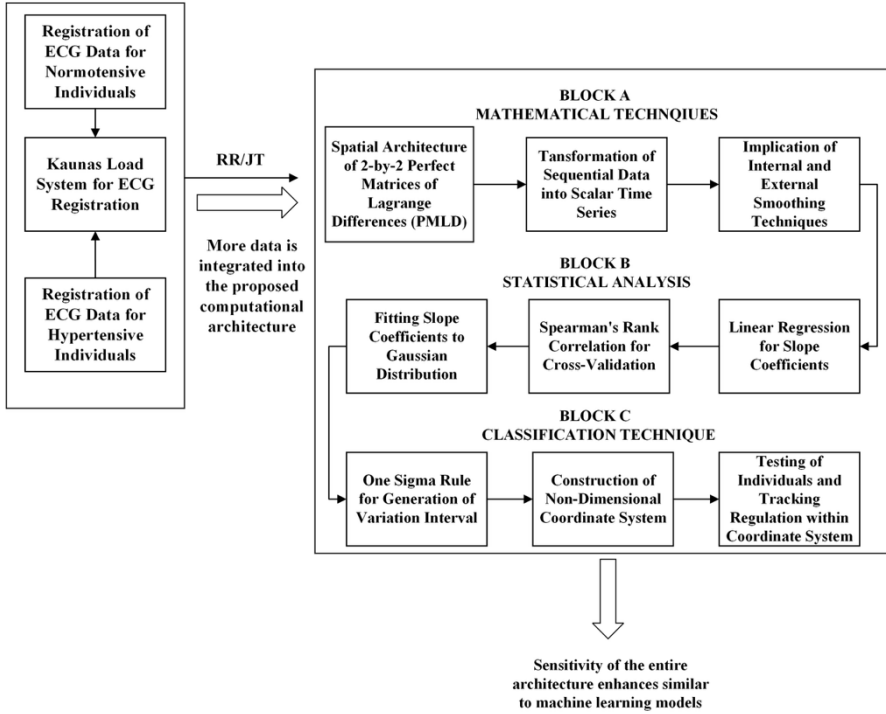 Registration of
ECG Data for
Normotensive
Individuals
Kaunas Load
System for ECG
Registration
Registration of
ECG Data for
Hypertensive
Individuals
RR/JT
More data is
integrated into
the proposed
computational
architecture
BLOCK A
MATHEMATICAL TECHNQIUES
Spatial Architecture
of 2-by-2 Perfect
Matrices of
Lagrange
Differences (PMLD)
Tansformation of
Sequential Data
into Scalar Time
Series
Implication of
Internal and
External
Smoothing
Techniques
BLOCK B
STATISTICAL ANALYSIS
Fitting Slope
Coefficients to
Gaussian
Distribution
Spearman's Rank
Correlation for
Cross-Validation
Linear Regression
for Slope
Coefficients
BLOCK C
CLASSIFICATION TECHNIQUE
One Sigma Rule
for Generation of
Variation Interval
Construction of
Non-Dimensional
Coordinate System
Testing of
Individuals and
Tracking
Regulation within
Coordinate System
Sensitivity of the entire
architecture enhances similar
to machine learning models